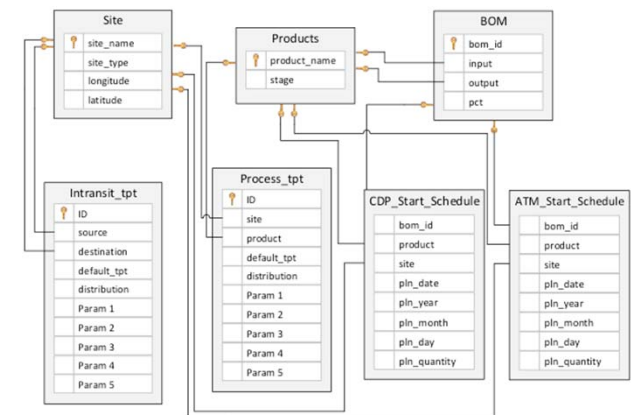 Site
site_name
site_type
longitude
latitude
Products
product_name
stage
BOM
bom_id
input
output
pct
Intransit_tpt
ID
source
destination
default_tpt
distribution
Param 1
Param 2
Param 3
Param 4
Param 5
Process_tpt
ID
site
product
default_tpt
distribution
Param 1
Param 2
Param 3
Param 4
Param 5
CDP_Start_Schedule
bom_id
product
site
pln_date
pln_year
pln_month
pln_day
pln_quantity
ATM_Start_Schedule
bom_id
product
site
pln_date
pln_year
pln_month
pln_day
pln_quantity